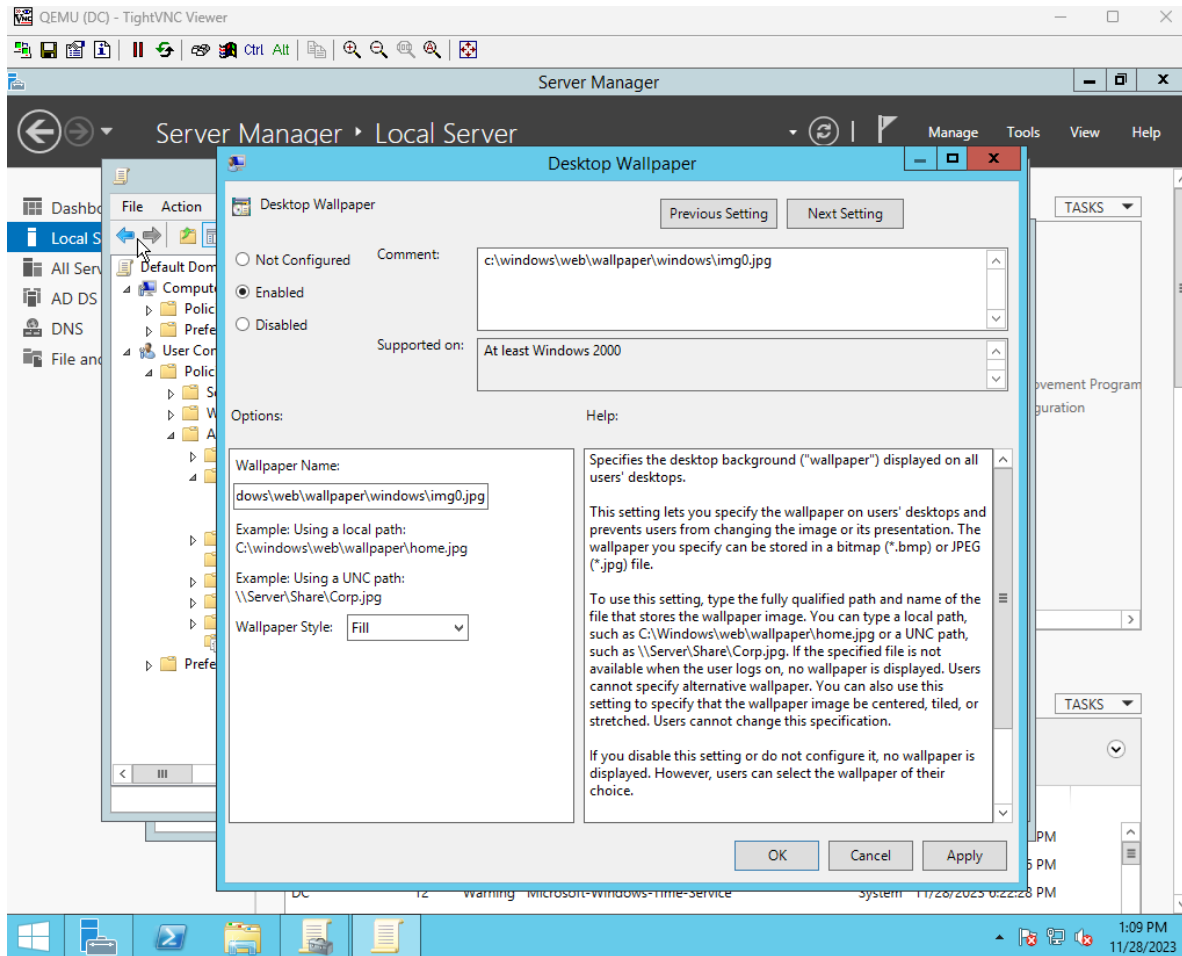 QEMU (DC) - TightVNC Viewer
Ctrl Alt
Server Manager
Server Manager • Local Server
Manage Tools View Help
Desktop Wallpaper
File Action
Desktop Wallpaper
Previous Setting Next Setting
TASKS
Dashbo
Local S
All Serv
AD DS
DNS
File and
Default Dom
Compute
Polic
Prefe
User Con
Polic
S
W
A
Prefe
Not Configured
Enabled
Disabled
Comment:
c:\windows\web\wallpaper\windows\img0.jpg
Supported on:
At least Windows 2000
ovement Program
guration
Options:
Help:
Wallpaper Name:
dows\web\wallpaper\windows\img0.jpg
Example: Using a local path:
C:\windows\web\wallpaper\home.jpg
Example: Using a UNC path:
\\Server\Share\Corp.jpg
Wallpaper Style: Fill
Specifies the desktop background ("wallpaper") displayed on all
users' desktops.
This setting lets you specify the wallpaper on users' desktops and
prevents users from changing the image or its presentation. The
wallpaper you specify can be stored in a bitmap (*.bmp) or JPEG
(*.jpg) file.
To use this setting, type the fully qualified path and name of the
file that stores the wallpaper image. You can type a local path,
such as C:\Windows\web\wallpaper\home.jpg or a UNC path,
such as \\Server\Share\Corp.jpg. If the specified file is not
available when the user logs on, no wallpaper is displayed. Users
cannot specify alternative wallpaper. You can also use this
setting to specify that the wallpaper image be centered, tiled, or
stretched. Users cannot change this specification.
If you disable this setting or do not configure it, no wallpaper is
displayed. However, users can select the wallpaper of their
choice.
TASKS
OK Cancel Apply
PM
5 PM
DC 12 Warning Microsoft-Windows-Time-Service System 11/28/2023 6:22:28 PM
1:09 PM
11/28/2023